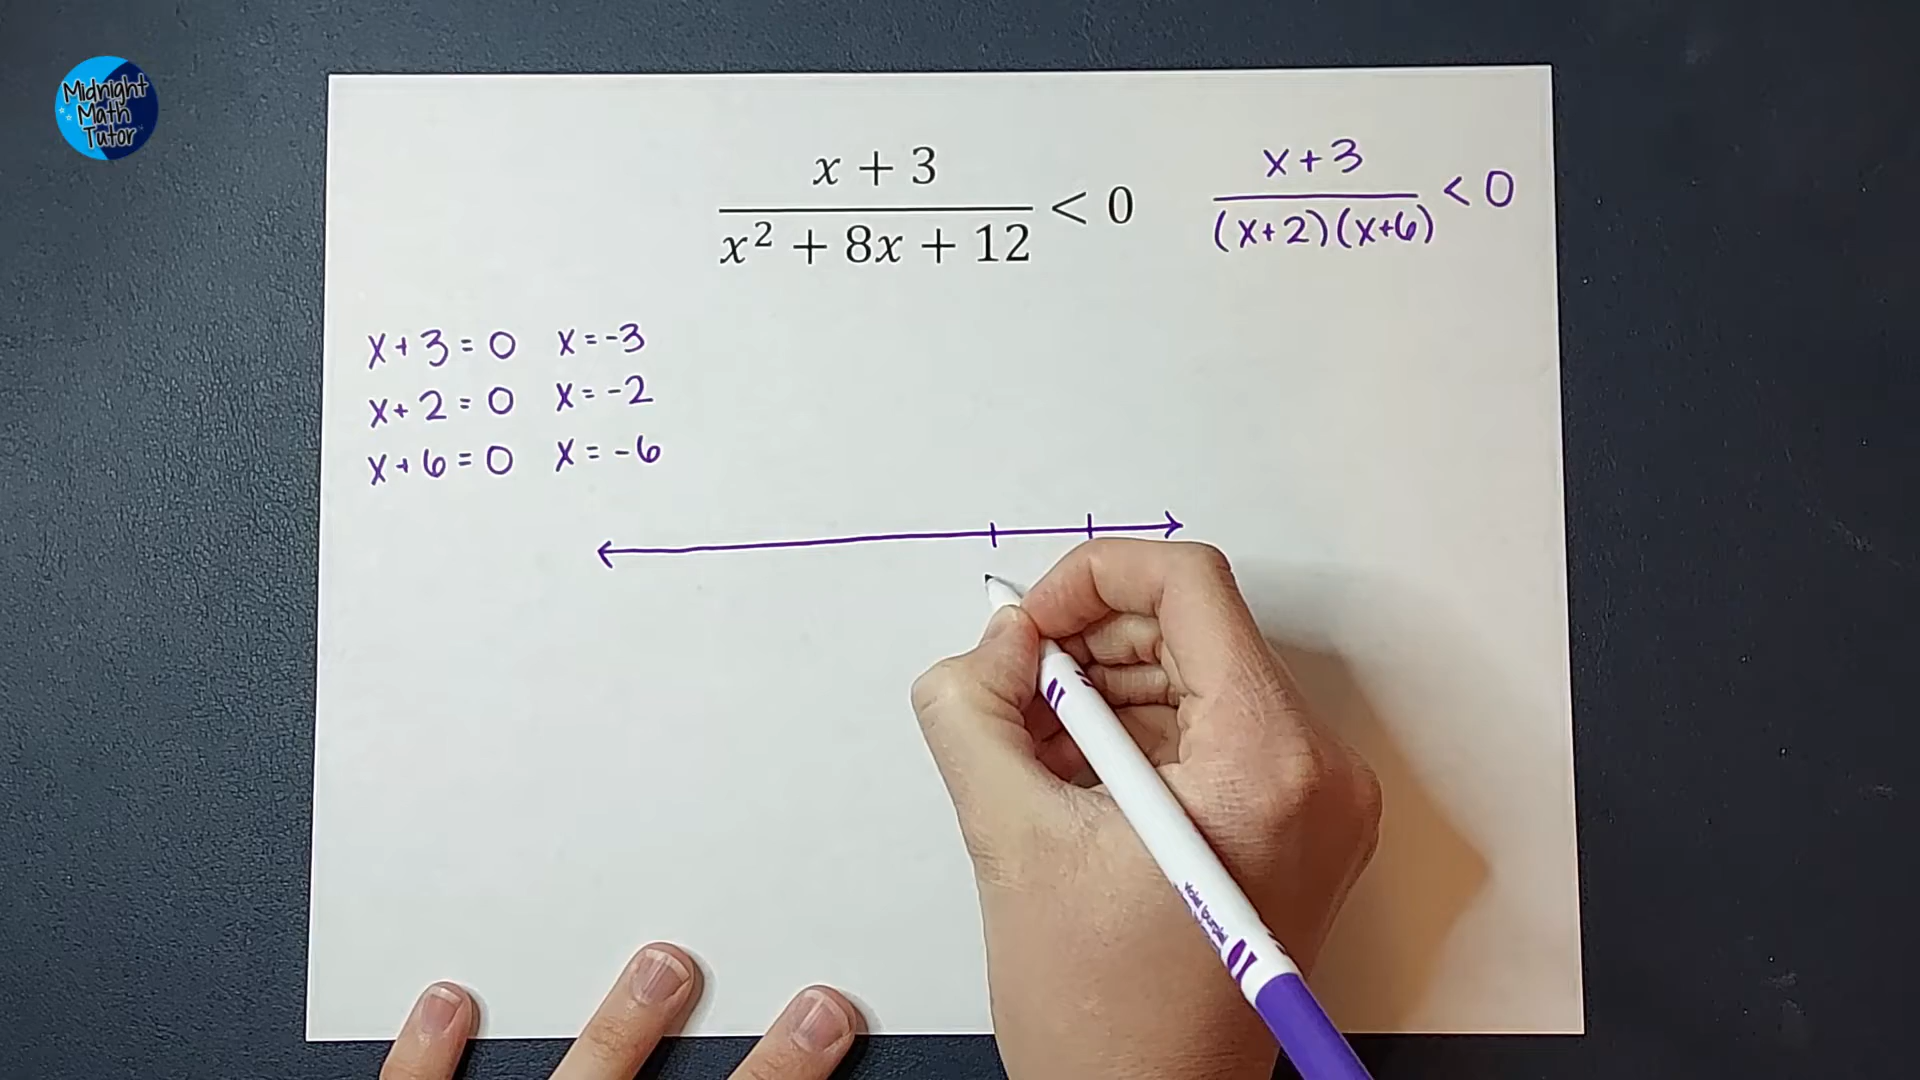 Midnight
Math
Tutor
x + 3
x² + 8x + 12
< 0
x+3
(x+2)(x+6)
< 0
x+3=0 x=-3
x+2=0 x=-2
x+6=0 x=-6